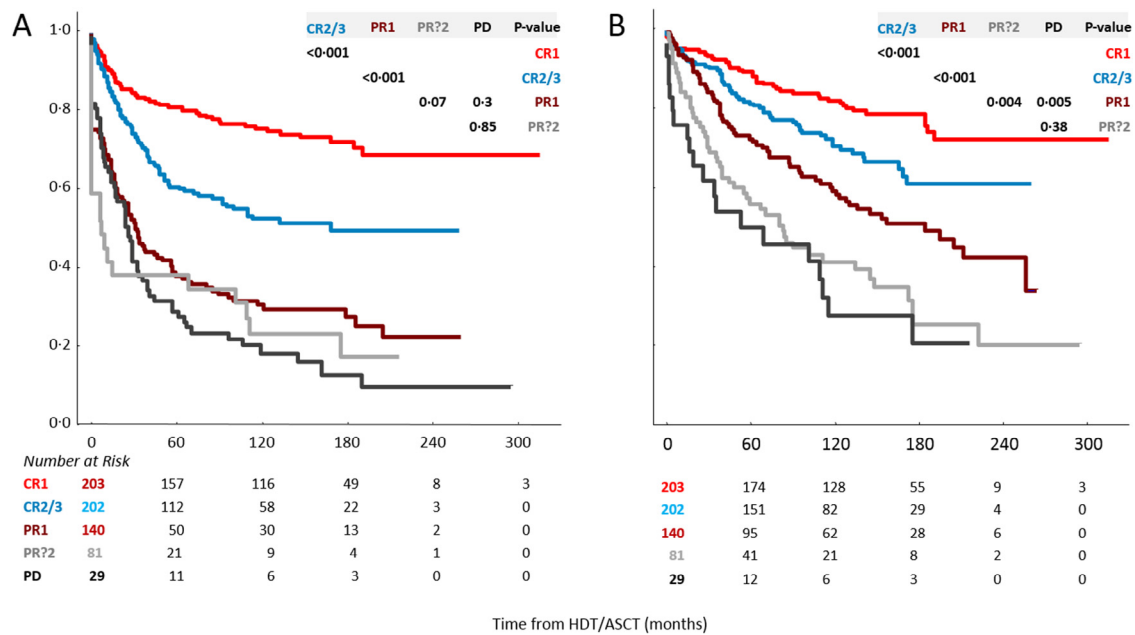 A
CR2/3 PR1 PR?2 PD P-value
<0·001 CR1
<0·001 CR2/3
0·07 0·3 PR1
0·85 PR?2
1·0
0·8
0·6
0·4
0·2
0·0
0 60 120 180 240 300
B
CR2/3 PR1 PR?2 PD P-value
<0·001 CR1
<0·001 CR2/3
0·004 0·005 PR1
0·38 PR?2
0 60 120 180 240 300
Number at Risk
CR1 203 157 116 49 8 3
CR2/3 202 112 58 22 3 0
PR1 140 50 30 13 2 0
PR?2 81 21 9 4 1 0
PD 29 11 6 3 0 0
203 174 128 55 9 3
202 151 82 29 4 0
140 95 62 28 6 0
81 41 21 8 2 0
29 12 6 3 0 0
Time from HDT/ASCT (months)